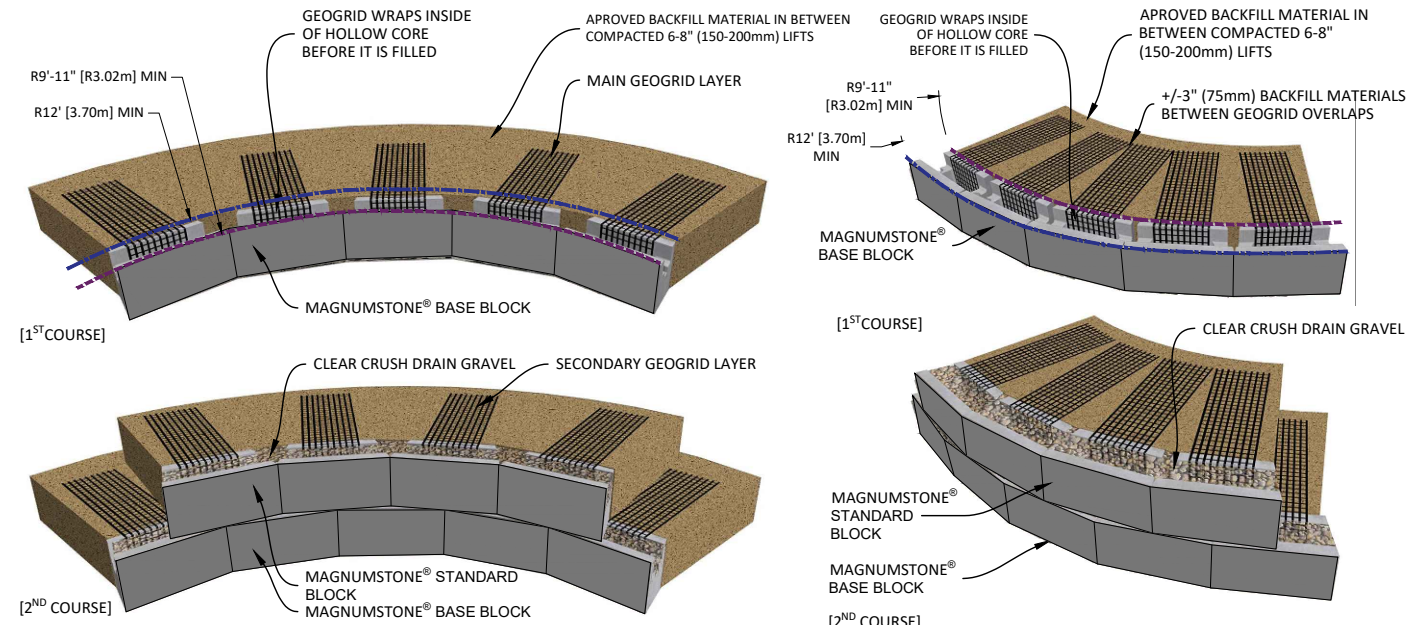 GEOGRID WRAPS INSIDE
OF HOLLOW CORE
BEFORE IT IS FILLED
APROVED BACKFILL MATERIAL IN BETWEEN
COMPACTED 6-8" (150-200mm) LIFTS
R9'-11" [R3.02m] MIN
MAIN GEOGRID LAYER
R12' [3.70m] MIN
MAGNUMSTONE® BASE BLOCK
[1ST COURSE]
GEOGRID WRAPS INSIDE
OF HOLLOW CORE
BEFORE IT IS FILLED
APROVED BACKFILL MATERIAL IN
BETWEEN COMPACTED 6-8"
(150-200mm) LIFTS
R9'-11"
[R3.02m] MIN
+/-3" (75mm) BACKFILL MATERIALS
BETWEEN GEOGRID OVERLAPS
R12' [3.70m]
MIN
MAGNUMSTONE®
BASE BLOCK
[1ST COURSE]
CLEAR CRUSH DRAIN GRAVEL
SECONDARY GEOGRID LAYER
MAGNUMSTONE® STANDARD
BLOCK
MAGNUMSTONE® BASE BLOCK
[2ND COURSE]
CLEAR CRUSH DRAIN GRAVEL
MAGNUMSTONE®
STANDARD
BLOCK
MAGNUMSTONE®
BASE BLOCK
[2ND COURSE]